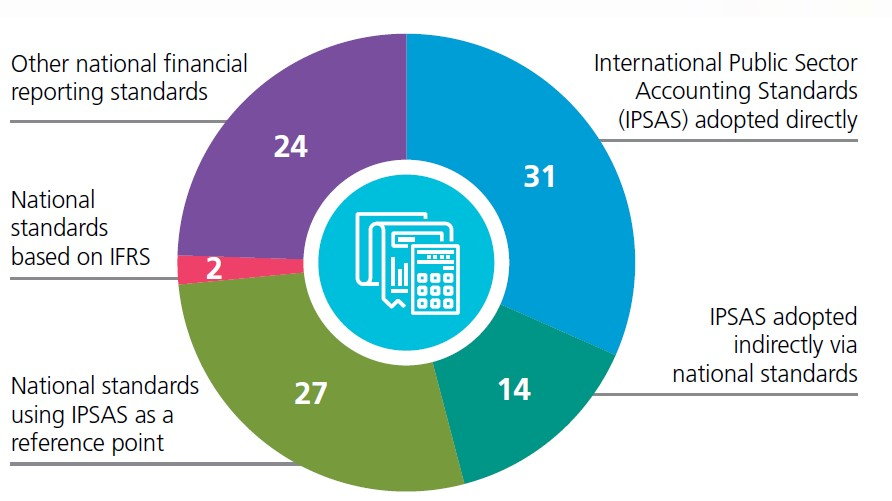 Other national financial
reporting standards
24
International Public Sector
Accounting Standards
(IPSAS) adopted directly
31
National
standards
based on IFRS
2
IPSAS adopted
indirectly via
national standards
14
National standards
using IPSAS as a
reference point
27